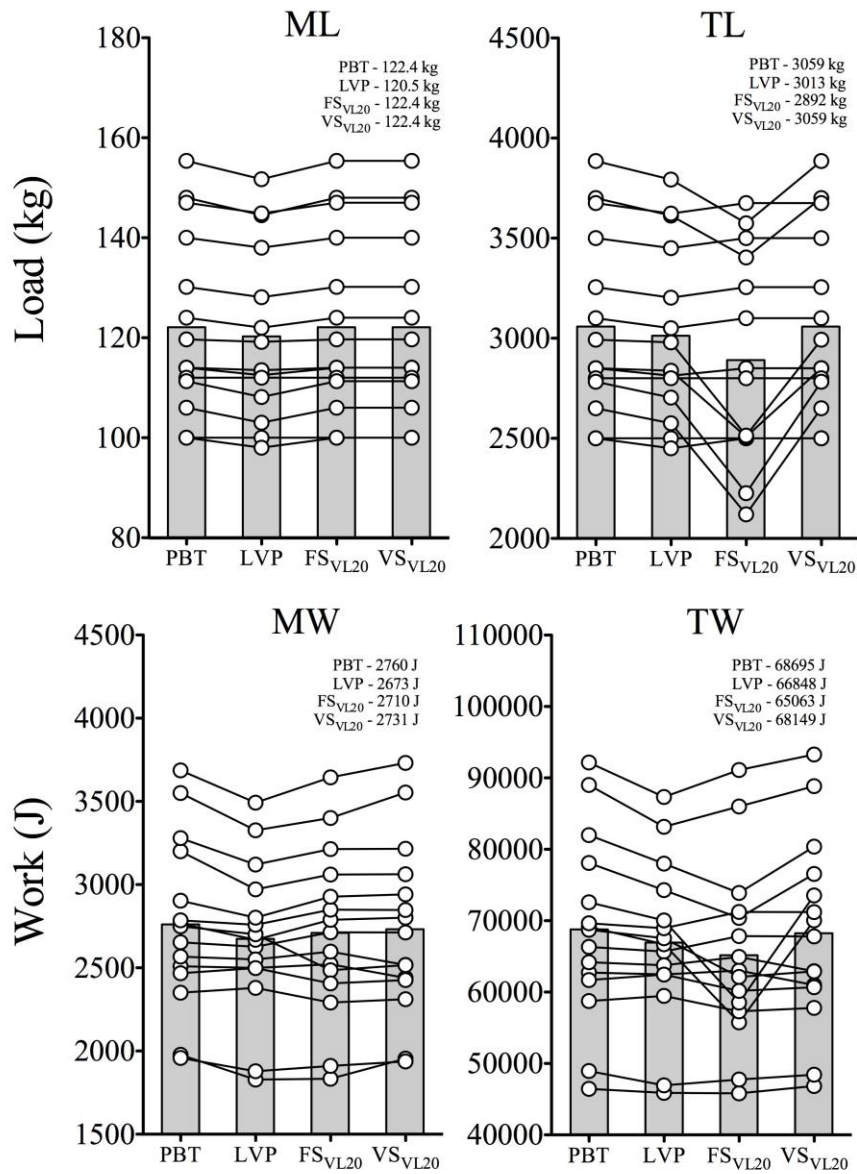 ML
180
160
140
120
100
80
PBT - 122.4 kg
LVP - 120.5 kg
FSVL20 - 122.4 kg
VSVL20 - 122.4 kg
PBT LVP FSVL20 VSVL20
Load (kg)
TL
4500
4000
3500
3000
2500
2000
PBT - 3059 kg
LVP - 3013 kg
FSVL20 - 2892 kg
VSVL20 - 3059 kg
PBT LVP FSVL20 VSVL20
MW
4500
4000
3500
3000
2500
2000
1500
PBT - 2760 J
LVP - 2673 J
FSVL20 - 2710 J
VSVL20 - 2731 J
PBT LVP FSVL20 VSVL20
Work (J)
TW
110000
100000
90000
80000
70000
60000
50000
40000
PBT - 68695 J
LVP - 66848 J
FSVL20 - 65063 J
VSVL20 - 68149 J
PBT LVP FSVL20 VSVL20